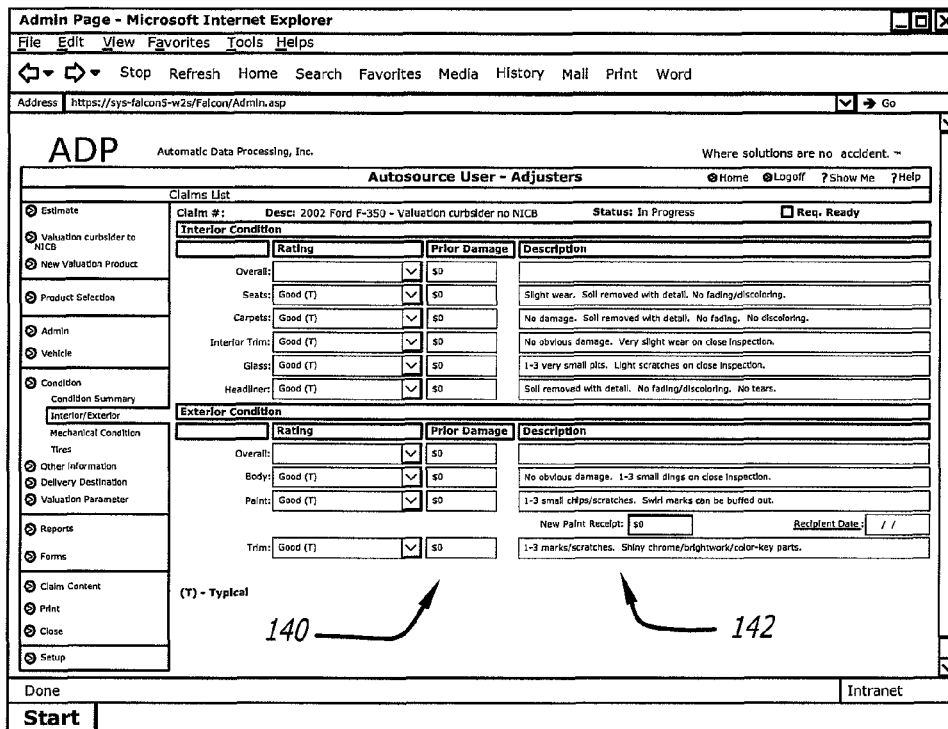 Admin Page - Microsoft Internet Explorer
File Edit View Favorites Tools Helps
Stop Refresh Home Search Favorites Media History Mail Print Word
Address https://sys-falcon5-w2s/Falcon/Admin.asp Go
ADP Automatic Data Processing, Inc. Where solutions are no accident. ™
Autosource User - Adjusters Home Logoff ? Show Me ? Help
Claims List
Estimate
Valuation curbsider to NICB
New Valuation Product
Product Selection
Admin
Vehicle
Condition
Condition Summary
Interior/Exterior
Mechanical Condition
Tires
Other Information
Delivery Destination
Valuation Parameter
Reports
Forms
Claim Content
Print
Close
Setup
Claim #: Desc: 2002 Ford F-350 - Valuation curbsider no NICB Status: In Progress Req. Ready
Interior Condition
Rating Prior Damage Description
Overall: $0
Seats: Good (T) $0 Slight wear. Soil removed with detail. No fading/discoloring.
Carpets: Good (T) $0 No damage. Soil removed with detail. No fading. No discoloring.
Interior Trim: Good (T) $0 No obvious damage. Very slight wear on close inspection.
Glass: Good (T) $0 1-3 very small pics. Light scratches on close inspection.
Headliner: Good (T) $0 Soil removed with detail. No fading/discoloring. No tears.
Exterior Condition
Rating Prior Damage Description
Overall: $0
Body: Good (T) $0 No obvious damage. 1-3 small dings on close inspection.
Paint: Good (T) $0 1-3 small chips/scratches. Swirl marks can be buffed out.
New Paint Receipt: $0 Recipient Date: / /
Trim: Good (T) $0 1-3 marks/scratches. Shiny chrome/brightwork/color-key parts.
(T) - Typical
140 142
Done Intranet
Start